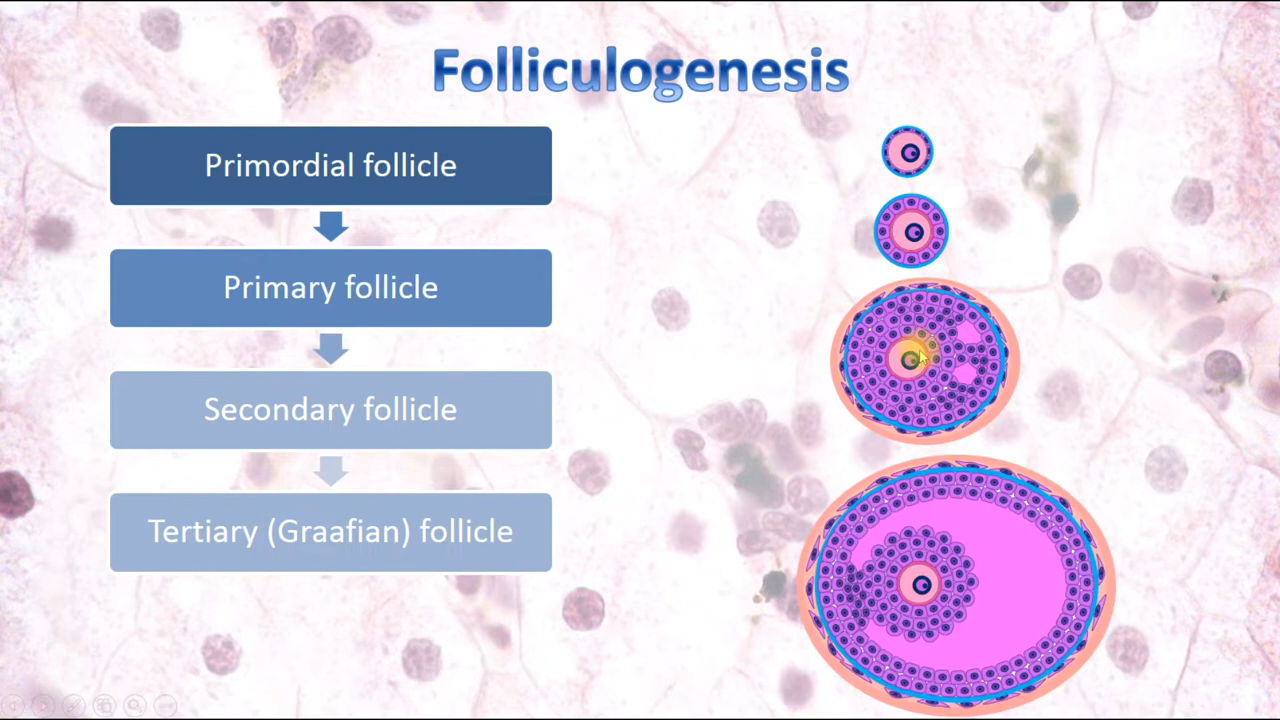 Folliculogenesis
Primordial follicle
Primary follicle
Secondary follicle
Tertiary (Graafian) follicle